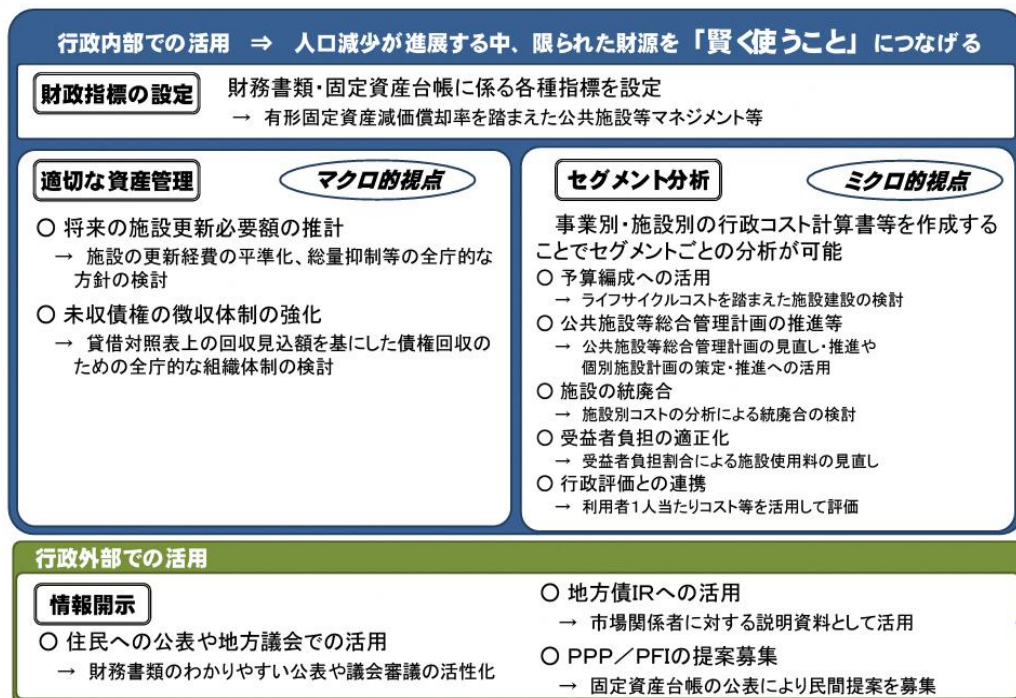 行政内部での活用 ⇒ 人口減少が進展する中、限られた財源を「賢く使うこと」につなげる
財政指標の設定
財務書類・固定資産台帳に係る各種指標を設定
→ 有形固定資産減価償却率を踏まえた公共施設等マネジメント等
適切な資産管理
マクロ的視点
○ 将来の施設更新必要額の推計
→ 施設の更新経費の平準化、総量抑制等の全庁的な
方針の検討
○ 未収債権の徴収体制の強化
→ 貸借対照表上の回収見込額を基にした債権回収の
ための全庁的な組織体制の検討
セグメント分析
ミクロ的視点
事業別・施設別の行政コスト計算書等を作成する
ことでセグメントごとの分析が可能
○ 予算編成への活用
→ ライフサイクルコストを踏まえた施設建設の検討
○ 公共施設等総合管理計画の推進等
→ 公共施設等総合管理計画の見直し・推進や
個別施設計画の策定・推進への活用
○ 施設の統廃合
→ 施設別コストの分析による統廃合の検討
○ 受益者負担の適正化
→ 受益者負担割合による施設使用料の見直し
○ 行政評価との連携
→ 利用者1人当たりコスト等を活用して評価
行政外部での活用
情報開示
○ 住民への公表や地方議会での活用
→ 財務書類のわかりやすい公表や議会審議の活性化
○ 地方債IRへの活用
→ 市場関係者に対する説明資料として活用
○ PPP/PFIの提案募集
→ 固定資産台帳の公表により民間提案を募集